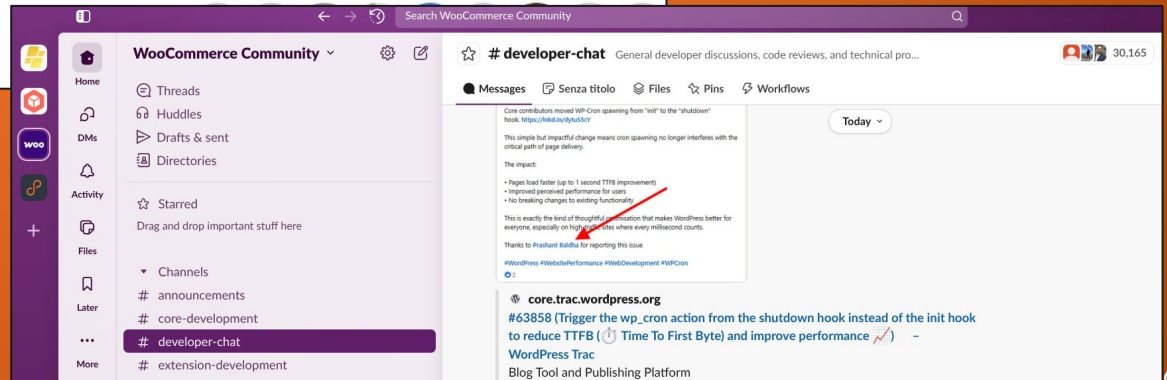 Search WooCommerce Community
woo
Home
DMs
Activity
Files
Later
More
WooCommerce Community
Threads
Huddles
Drafts & sent
Directories
Starred
Drag and drop important stuff here
Channels
# announcements
# core-development
# developer-chat
# extension-development
# developer-chat General developer discussions, code reviews, and technical pro...
30,165
Messages Senza titolo Files Pins Workflows
Today
Core contributors moved WP-Cron spawning from "init" to the "shutdown"
hook. https://lnkd.in/dytuS5cY
This simple but impactful change means cron spawning no longer interferes with the
critical path of page delivery.
The impact:
• Pages load faster (up to 1 second TTFB improvement)
• Improved perceived performance for users
• No breaking changes to existing functionality
This is exactly the kind of thoughtful optimisation that makes WordPress better for
everyone, especially on high-traffic sites where every millisecond counts.
Thanks to Prashant Baldha for reporting this issue
#WordPress #WebsitePerformance #WebDevelopment #WPCron
2
core.trac.wordpress.org
#63858 (Trigger the wp_cron action from the shutdown hook instead of the init hook
to reduce TTFB (⏱️ Time To First Byte) and improve performance 📈) –
WordPress Trac
Blog Tool and Publishing Platform